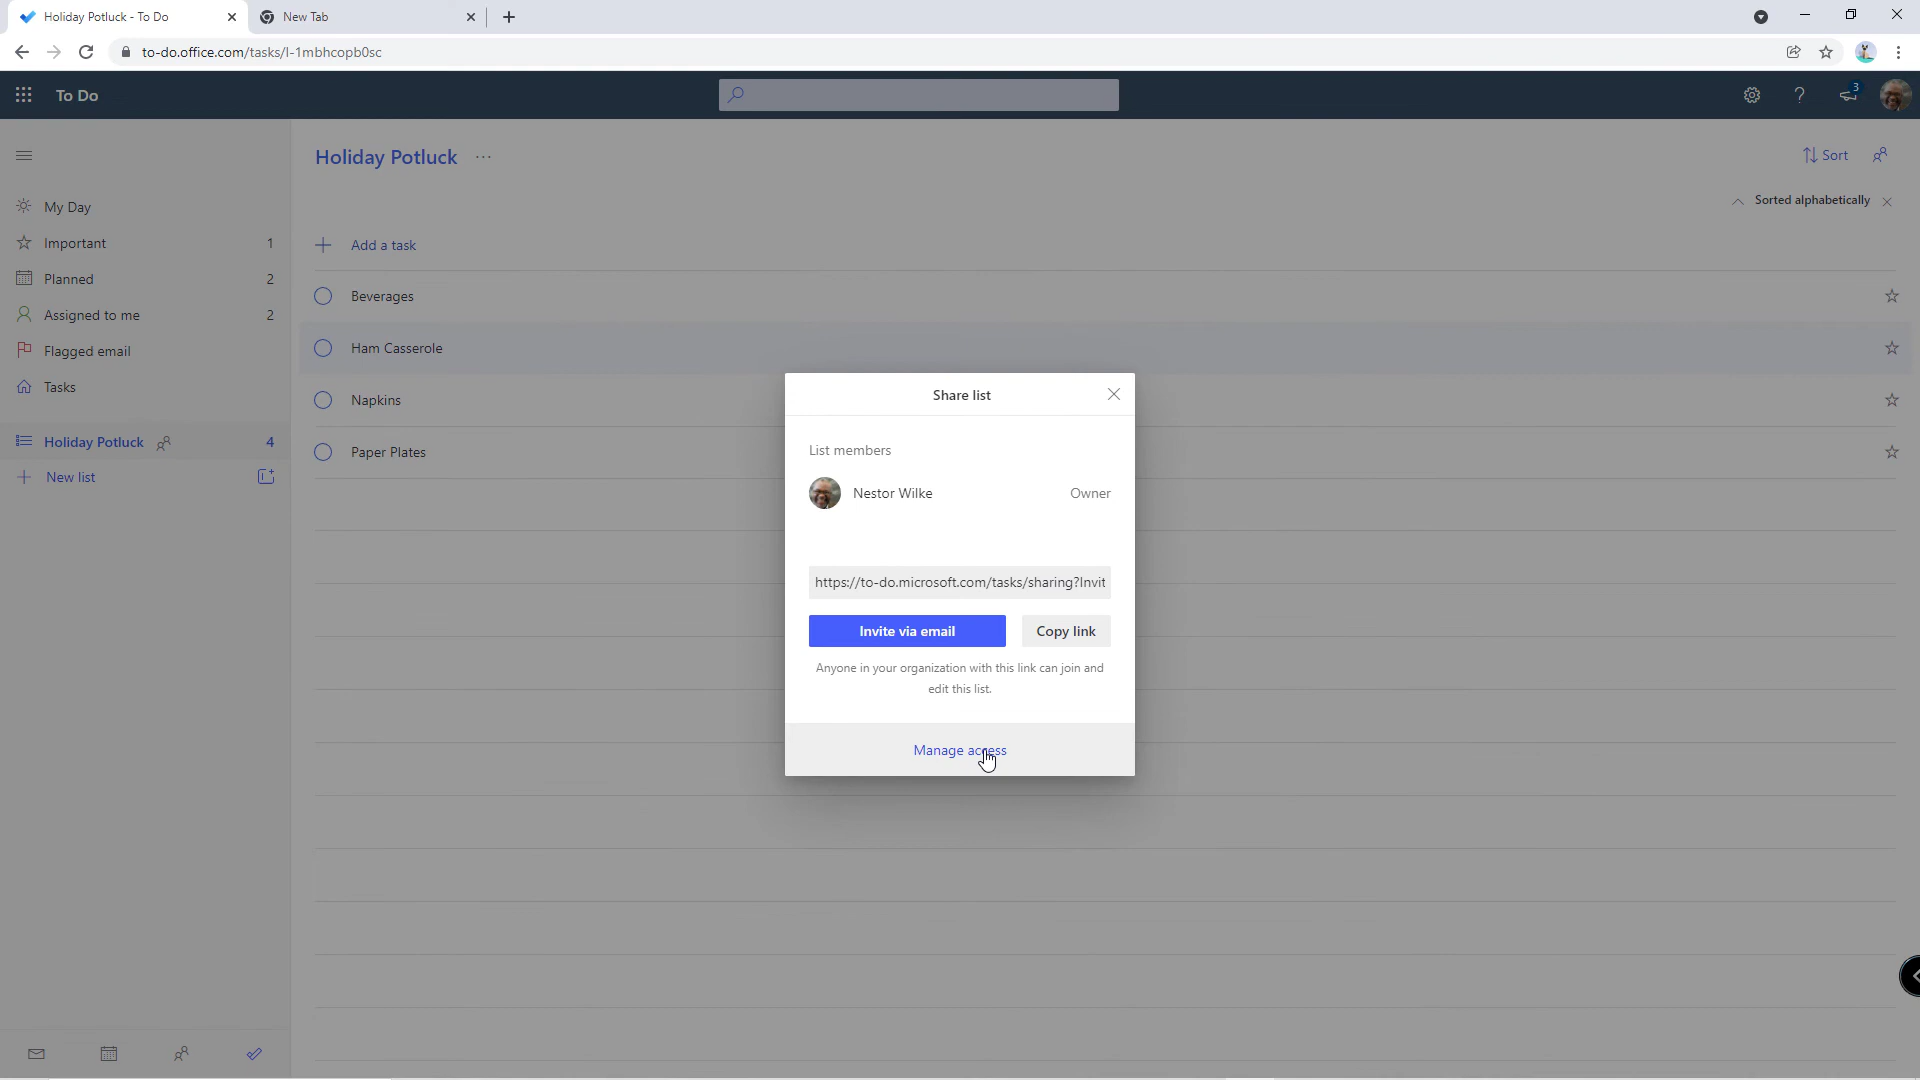 Holiday Potluck - To Do
New Tab
to-do.office.com/tasks/l-1mbhcopb0sc
To Do
3
Holiday Potluck ...
Sort
Sorted alphabetically
My Day
Important 1
Planned 2
Assigned to me 2
Flagged email
Tasks
Holiday Potluck 4
New list
Add a task
Beverages
Ham Casserole
Napkins
Paper Plates
Share list
List members
Nestor Wilke Owner
https://to-do.microsoft.com/tasks/sharing?Invit
Invite via email Copy link
Anyone in your organization with this link can join and
edit this list.
Manage access